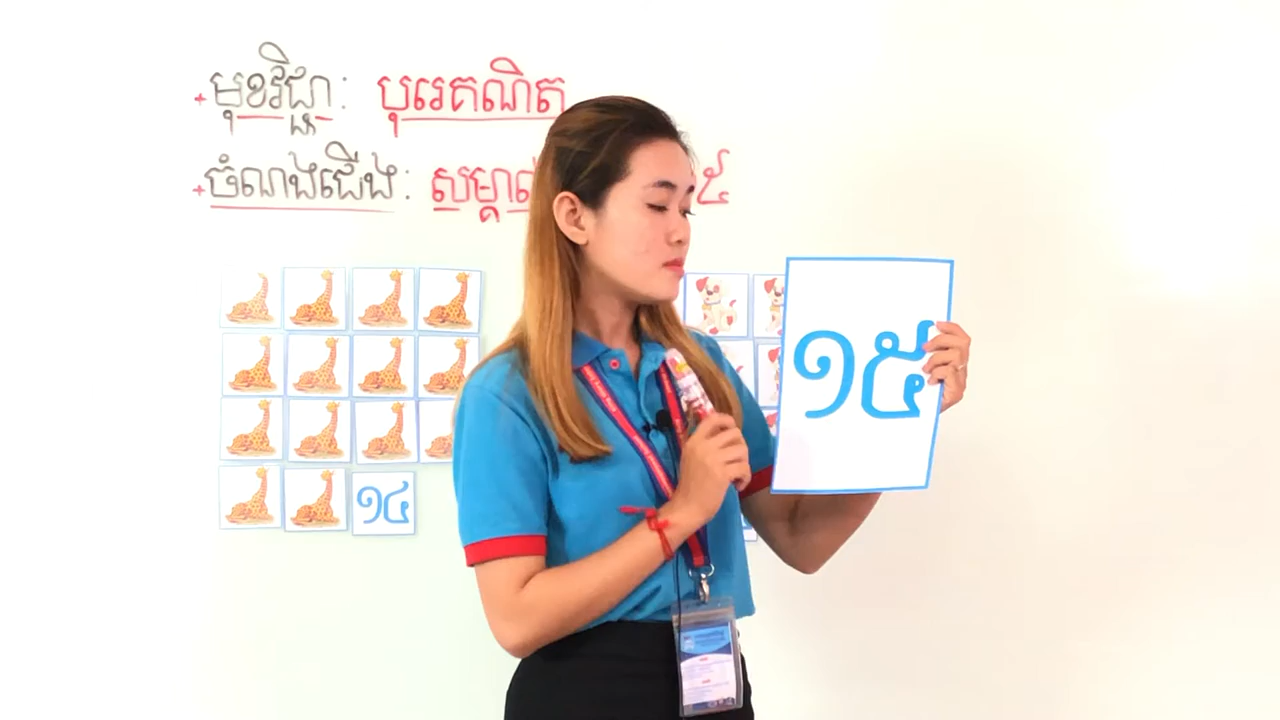 + មុខវិជ្ជា: បុរេគណិត
+ ចំណងជើង: ៥
១៤
១៥